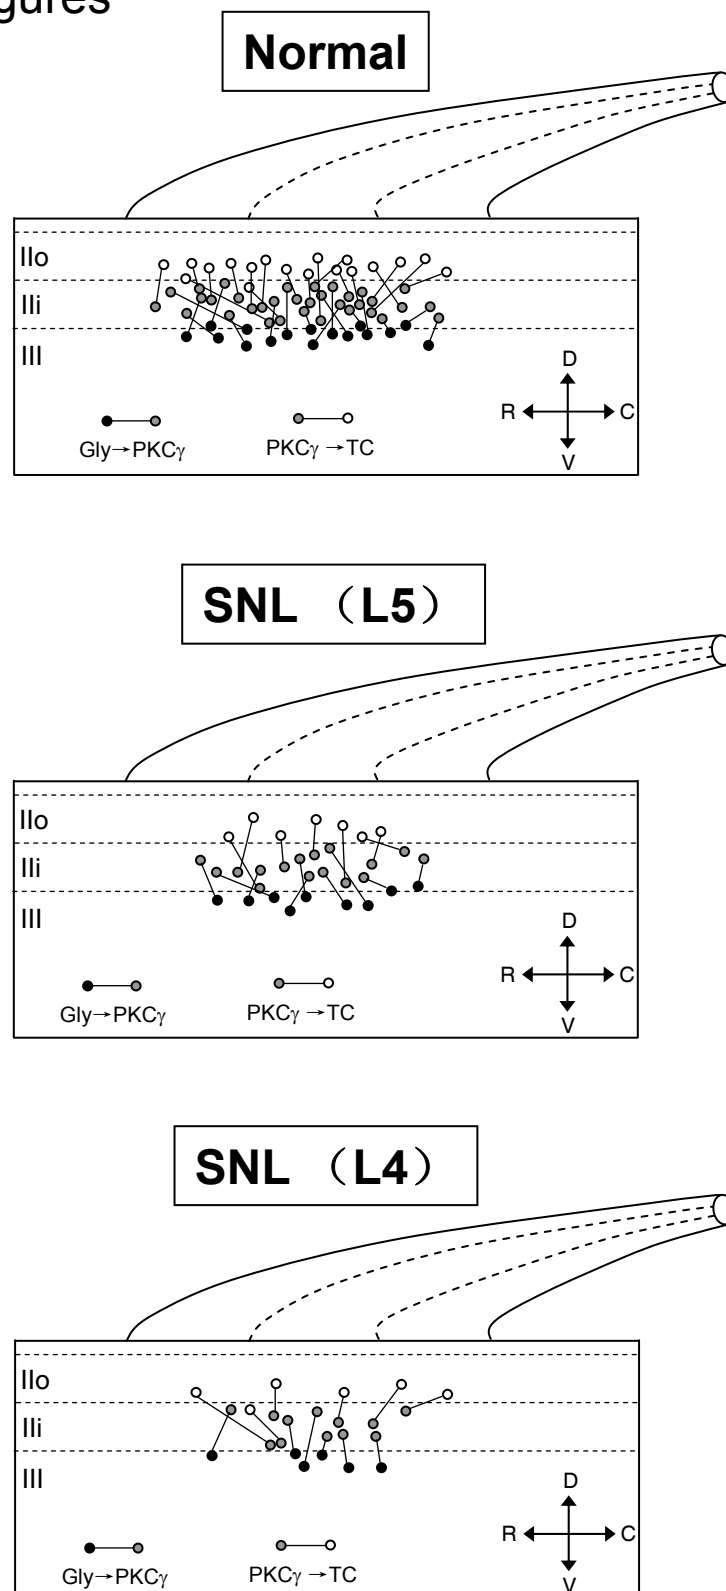 gures
Normal
IIo
IIi
III
D
R C
V
Gly→PKCγ PKCγ →TC
SNL （L5）
IIo
IIi
III
D
R C
V
Gly→PKCγ PKCγ →TC
SNL （L4）
IIo
IIi
III
D
R C
V
Gly→PKCγ PKCγ →TC